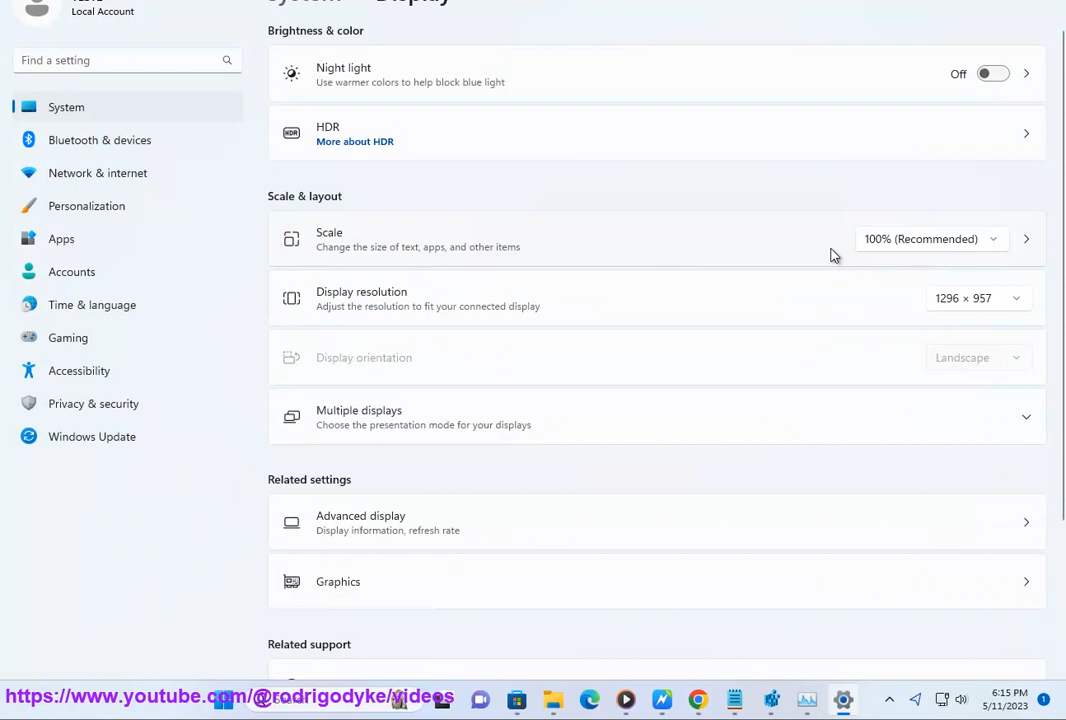 Local Account
System
Display
Find a setting
System
Bluetooth & devices
Network & internet
Personalization
Apps
Accounts
Time & language
Gaming
Accessibility
Privacy & security
Windows Update
Brightness & color
Night light
Use warmer colors to help block blue light
Off
HDR
HDR
More about HDR
Scale & layout
Scale
Change the size of text, apps, and other items
100% (Recommended)
Display resolution
Adjust the resolution to fit your connected display
1296 × 957
Display orientation
Landscape
Multiple displays
Choose the presentation mode for your displays
Related settings
Advanced display
Display information, refresh rate
Graphics
Related support
https://www.youtube.com/@rodrigodyke/videos
6:15 PM
5/11/2023
1